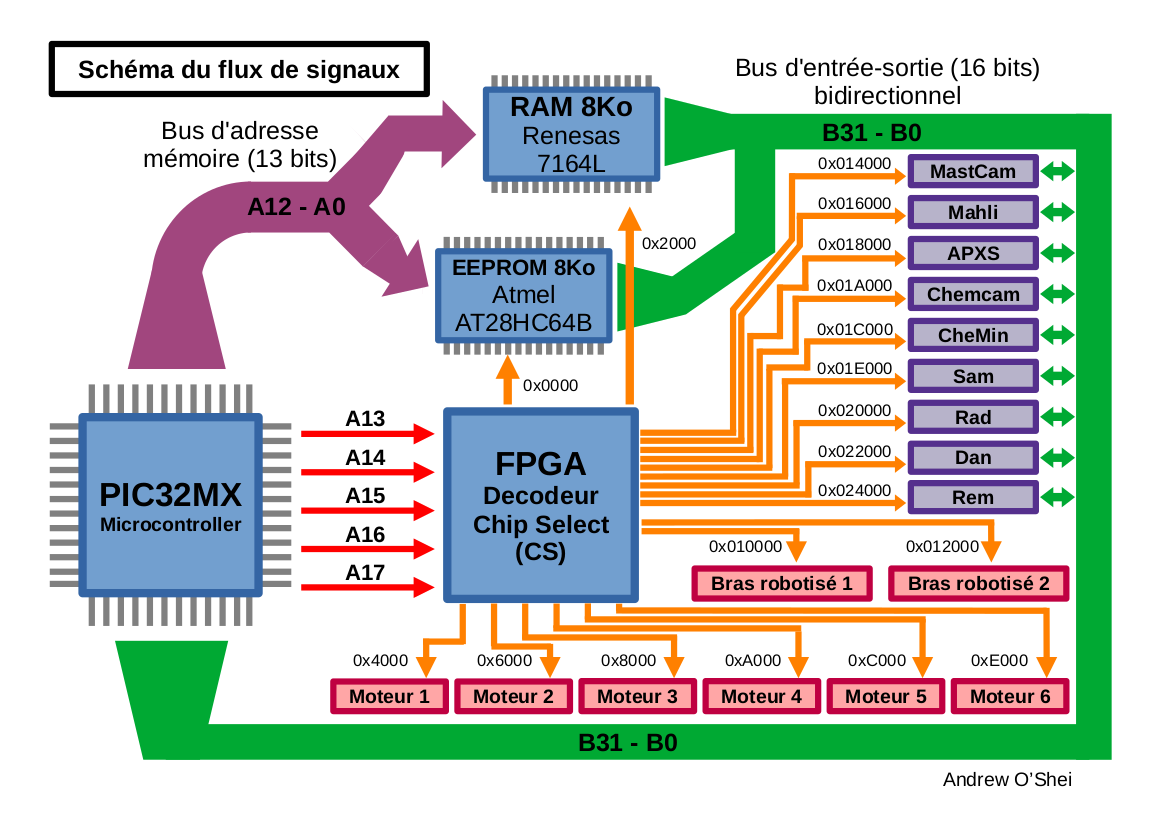 Schéma du flux de signaux
Bus d'adresse
mémoire (13 bits)
A12 - A0
RAM 8Ko
Renesas
7164L
Bus d'entrée-sortie (16 bits)
bidirectionnel
B31 - B0
EEPROM 8Ko
Atmel
AT28HC64B
0x2000
0x0000
0x014000
MastCam
0x016000
Mahli
0x018000
APXS
0x01A000
Chemcam
0x01C000
CheMin
0x01E000
Sam
0x020000
Rad
0x022000
Dan
0x024000
Rem
PIC32MX
Microcontroller
A13
A14
A15
A16
A17
FPGA
Decodeur
Chip Select
(CS)
0x010000
Bras robotisé 1
0x012000
Bras robotisé 2
0x4000
Moteur 1
0x6000
Moteur 2
0x8000
Moteur 3
0xA000
Moteur 4
0xC000
Moteur 5
0xE000
Moteur 6
B31 - B0
Andrew O’Shei